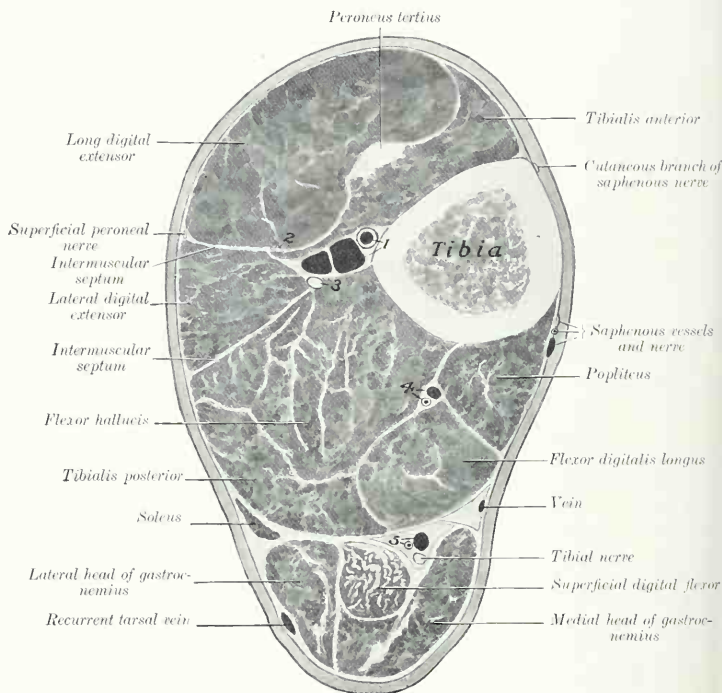 Peroneus tertius
Long digital
extensor
Superficial peroneal
nerve
Intermuscular
septum
Lateral digital
extensor
Intermuscular
septum
Flexor hallucis
Tibialis posterior
Soleus
Lateral head of gastroc-
nemius
Recurrent tarsal vein
Tibialis anterior
Cutaneous branch of
saphenous nerve
Saphenous vessels
and nerve
Popliteus
Flexor digitalis longus
Vein
Tibial nerve
Superficial digital flexor
Medial head of gastroc-
nemius
Tibia
1
2
3
4
5